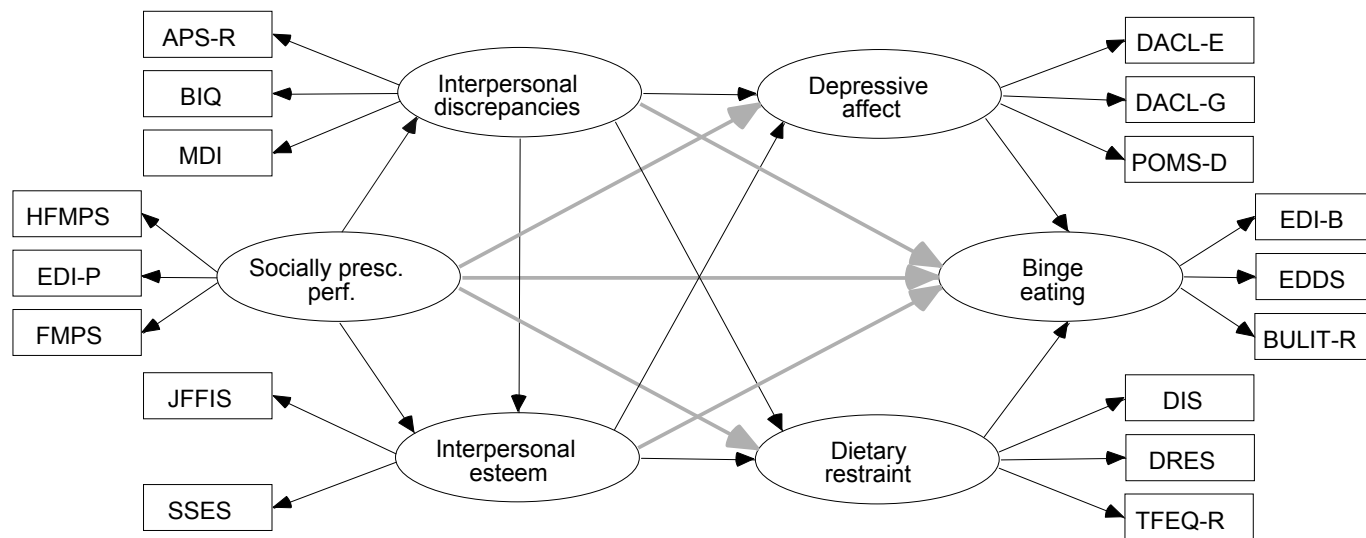 APS-R
BIQ
MDI
Interpersonal
discrepancies
Depressive
affect
DACL-E
DACL-G
POMS-D
HFMPS
EDI-P
FMPS
Socially presc.
perf.
Binge
eating
EDI-B
EDDS
BULIT-R
JFFIS
SSES
Interpersonal
esteem
Dietary
restraint
DIS
DRES
TFEQ-R